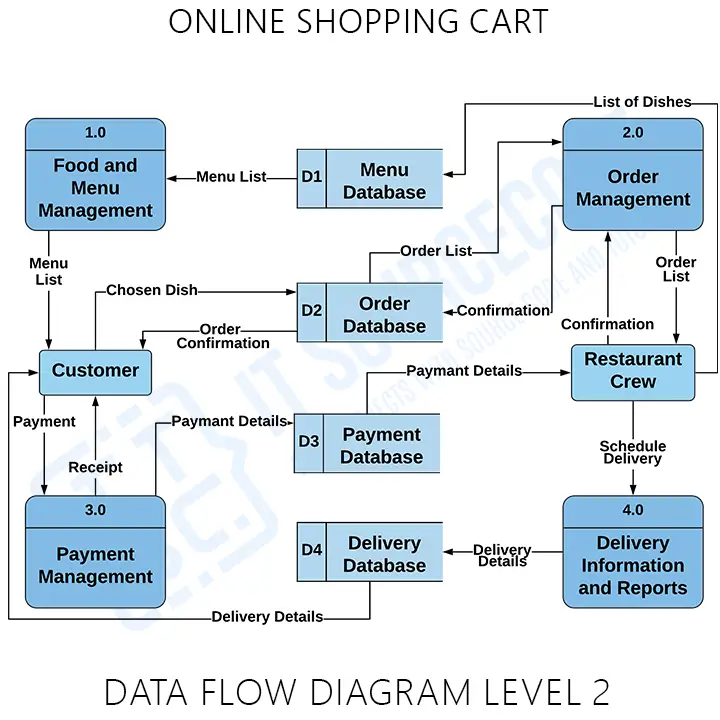 ONLINE SHOPPING CART
List of Dishes
1.0
Food and
Menu
Management
Menu List
D1
Menu
Database
2.0
Order
Management
Menu
List
Chosen Dish
Order List
Order
List
D2
Order
Database
Confirmation
Confirmation
Order
Confirmation
Customer
Restaurant
Crew
Paymant Details
Payment
Paymant Details
D3
Payment
Database
Receipt
Schedule
Delivery
3.0
Payment
Management
D4
Delivery
Database
Delivery
Details
4.0
Delivery
Information
and Reports
Delivery Details
DATA FLOW DIAGRAM LEVEL 2